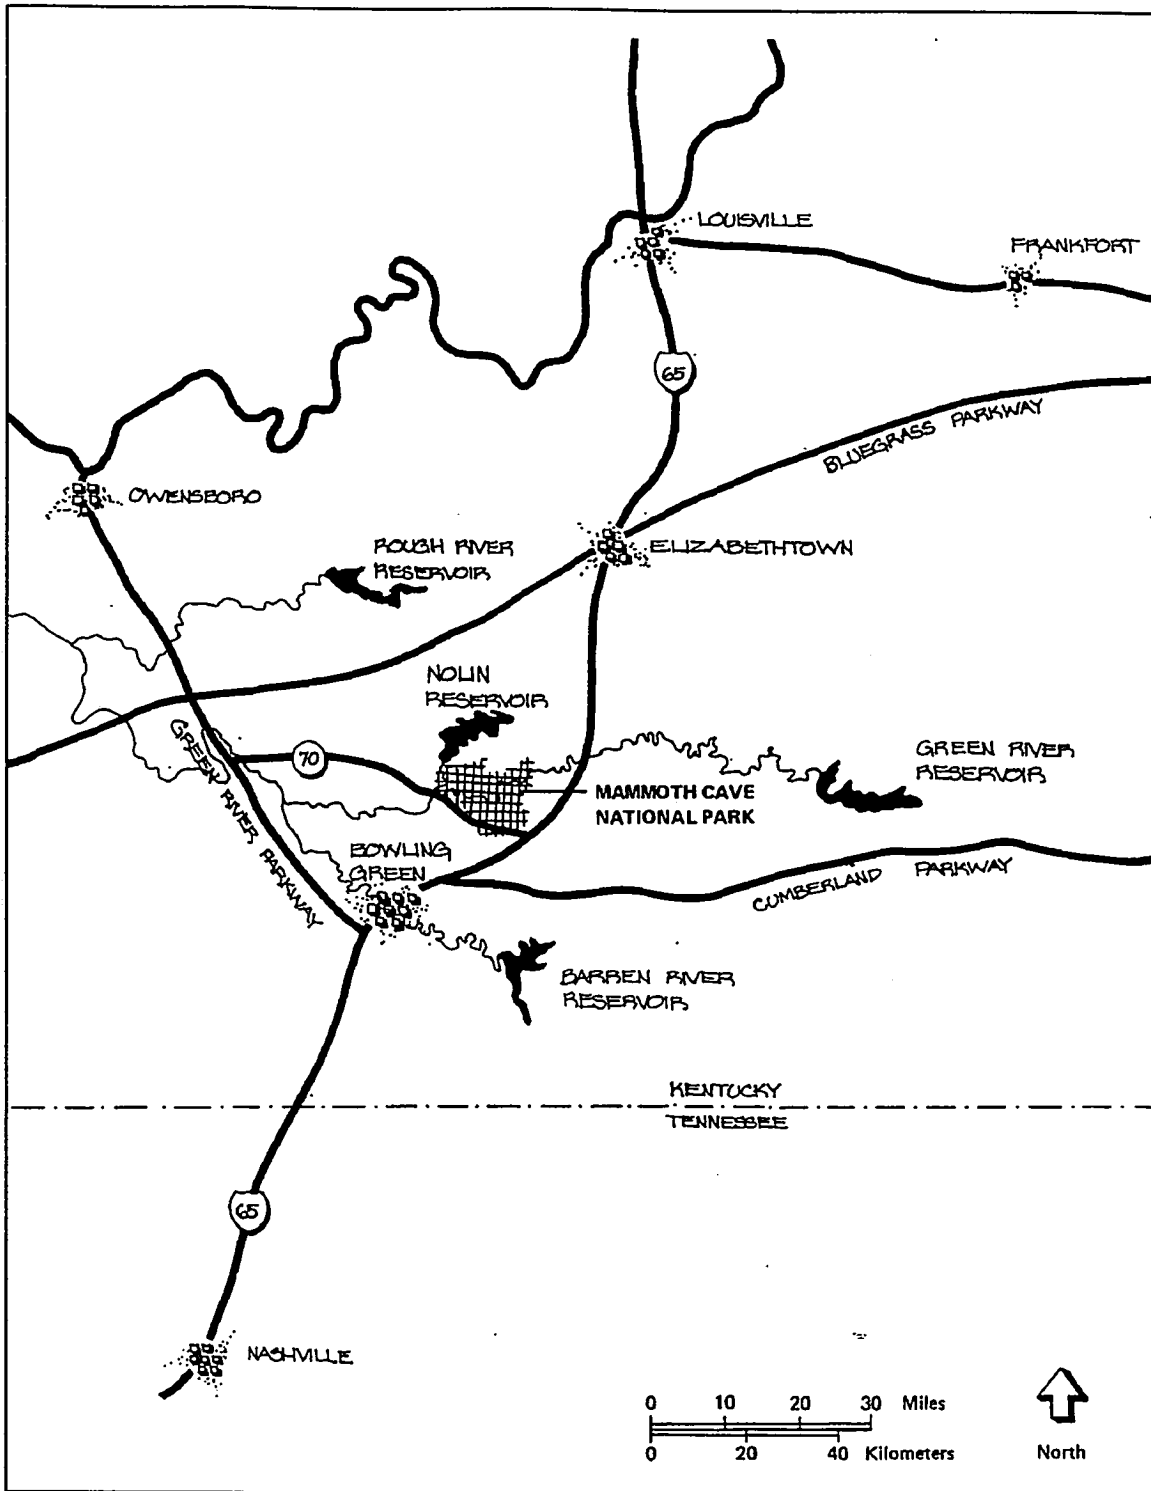 LOUISVILLE
FRANKFORT
65
BLUEGRASS PARKWAY
OWENSBORO
ELIZABETHTOWN
ROUGH RIVER
RESERVOIR
NOLIN
RESERVOIR
GREEN RIVER PARKWAY
70
GREEN RIVER
RESERVOIR
MAMMOTH CAVE
NATIONAL PARK
BOWLING
GREEN
CUMBERLAND PARKWAY
BARREN RIVER
RESERVOIR
KENTUCKY
TENNESSEE
65
NASHVILLE
0 10 20 30 Miles
0 20 40 Kilometers
North